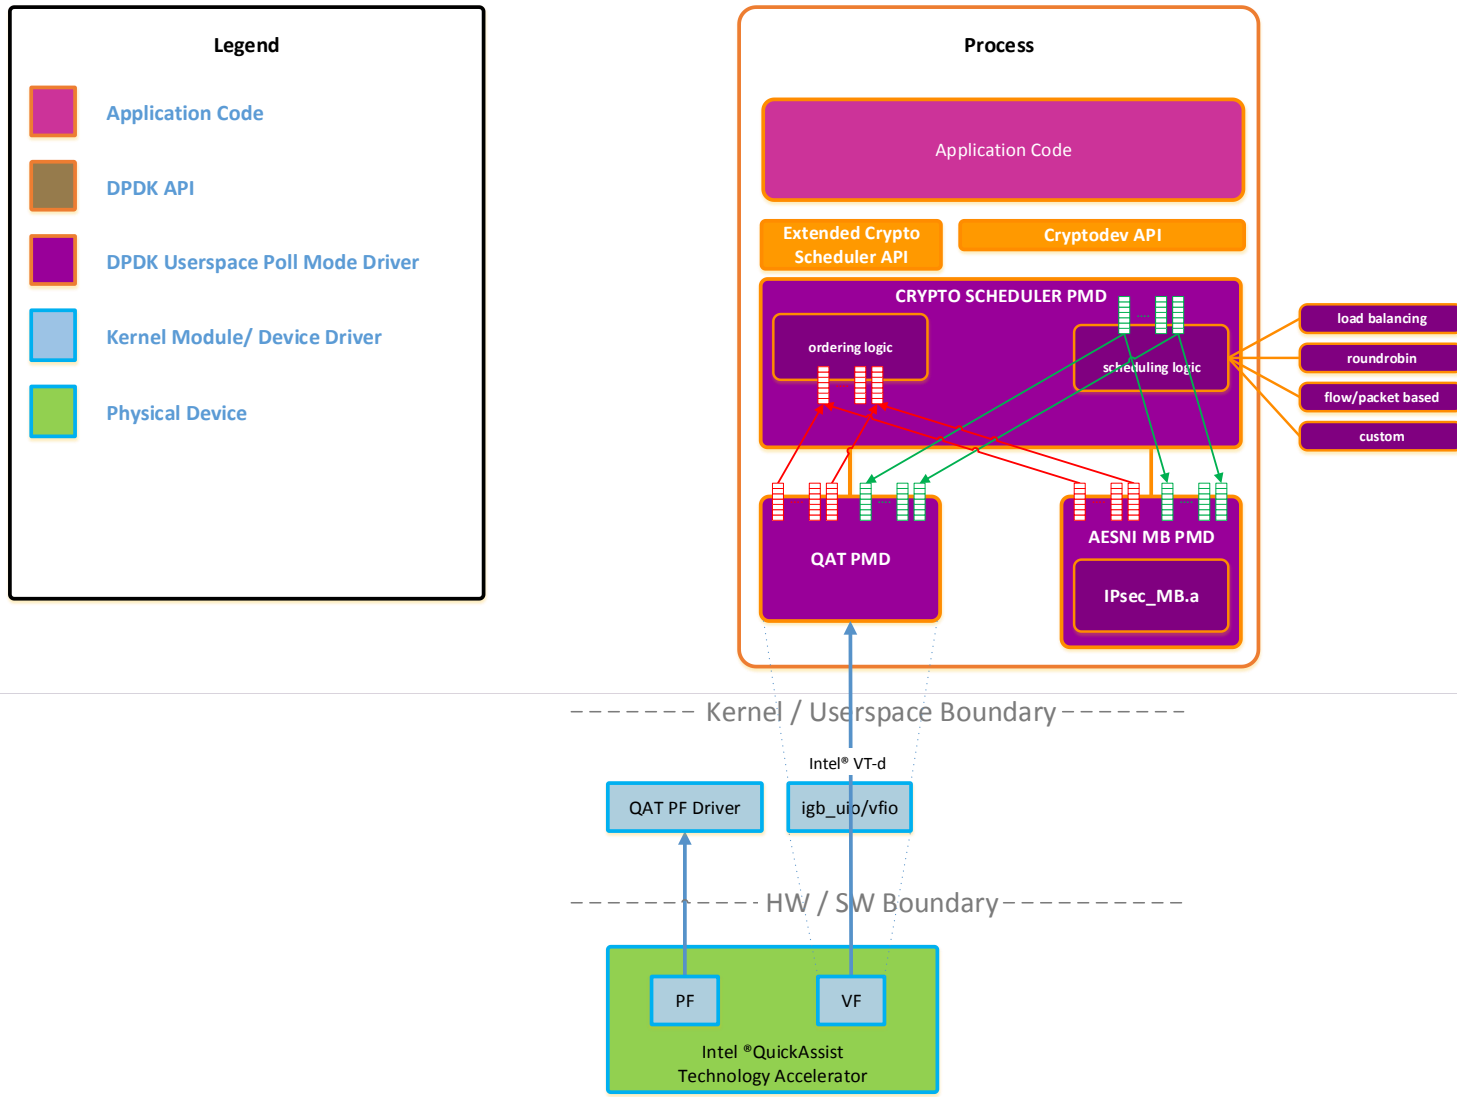 Legend
Application Code
DPDK API
DPDK Userspace Poll Mode Driver
Kernel Module/ Device Driver
Physical Device
Process
Application Code
Extended Crypto
Scheduler API
Cryptodev API
CRYPTO SCHEDULER PMD
ordering logic
scheduling logic
load balancing
roundrobin
flow/packet based
custom
QAT PMD
AESNI MB PMD
IPsec_MB.a
Kernel / Userspace Boundary
Intel® VT-d
QAT PF Driver
igb_uio/vfio
HW / SW Boundary
PF
VF
Intel ®QuickAssist
Technology Accelerator